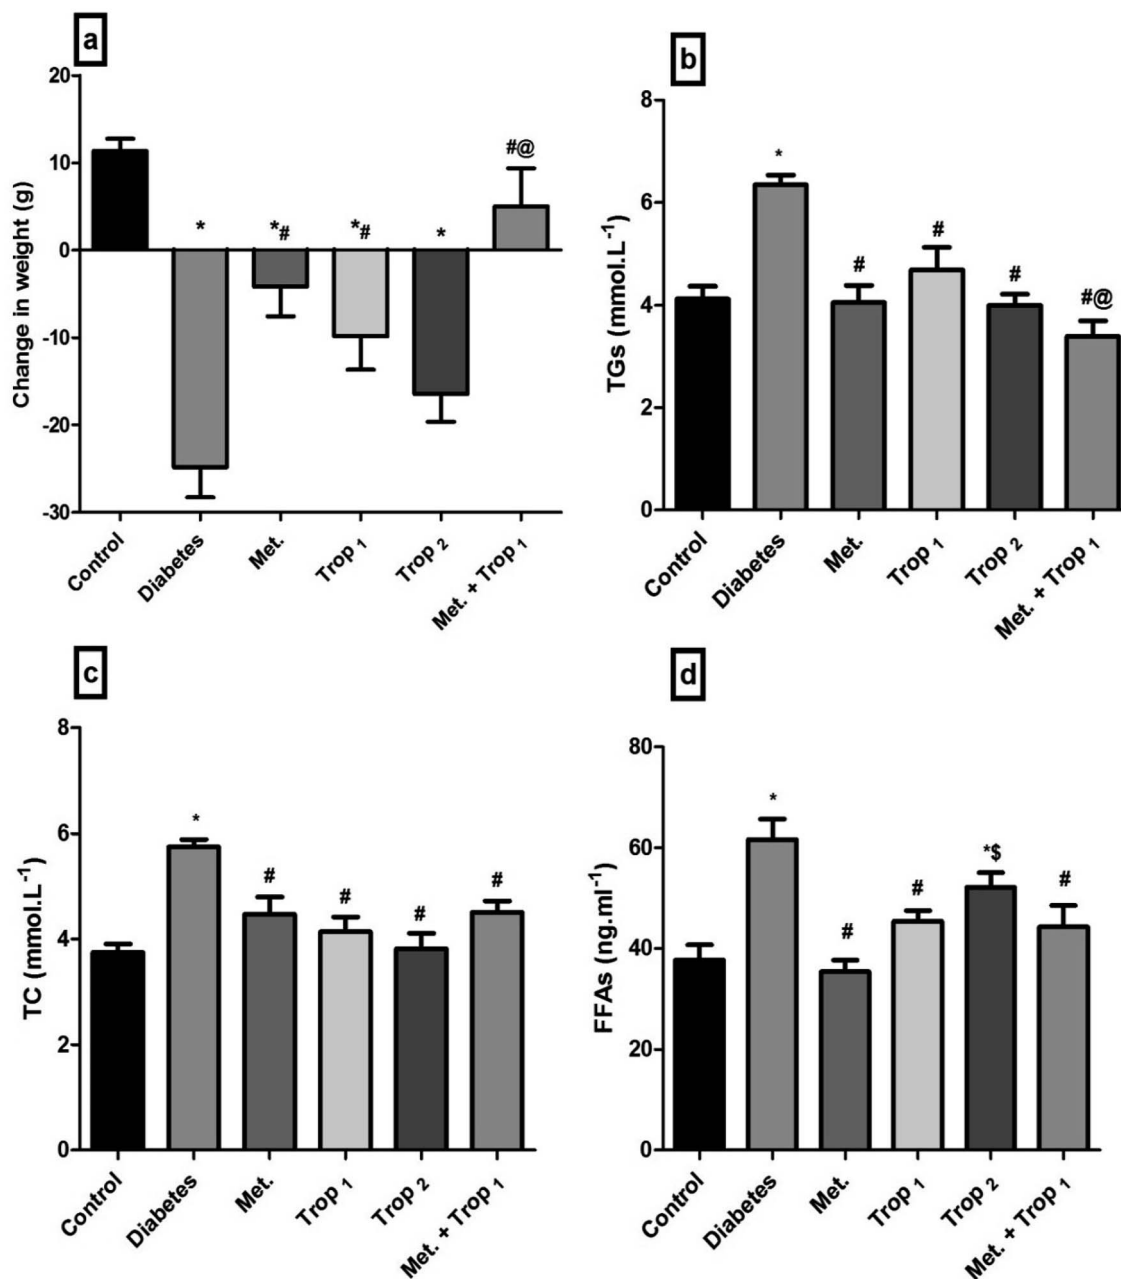 a
20
10
0
-10
-20
-30
Change in weight (g)
*
*#
*#
*
#@
Control
Diabetes
Met.
Trop 1
Trop 2
Met. + Trop 1
b
8
6
4
2
0
TGs (mmol.L-1)
*
#
#
#
#@
Control
Diabetes
Met.
Trop 1
Trop 2
Met. + Trop 1
c
8
6
4
2
0
TC (mmol.L-1)
*
#
#
#
#
Control
Diabetes
Met.
Trop 1
Trop 2
Met. + Trop 1
d
80
60
40
20
0
FFAs (ng.ml-1)
*
#
#
*$
#
Control
Diabetes
Met.
Trop 1
Trop 2
Met. + Trop 1